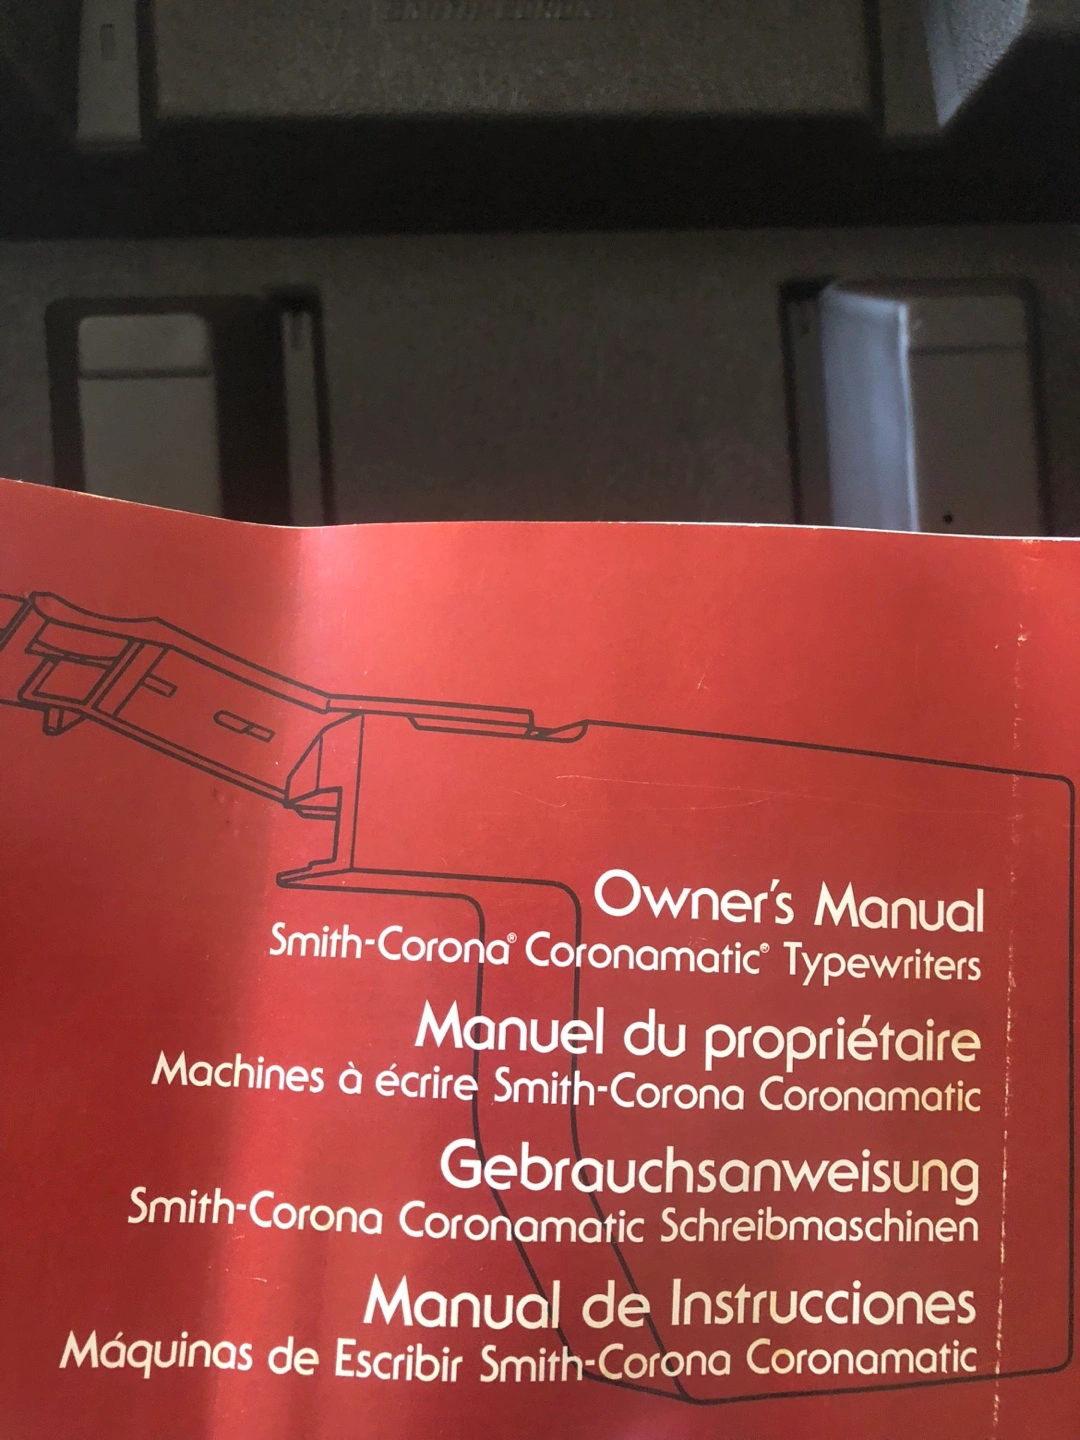 Owner's Manual
Smith-Corona® Coronamatic® Typewriters
Manuel du propriétaire
Machines à écrire Smith-Corona Coronamatic
Gebrauchsanweisung
Smith-Corona Coronamatic Schreibmaschinen
Manual de Instrucciones
Máquinas de Escribir Smith-Corona Coronamatic